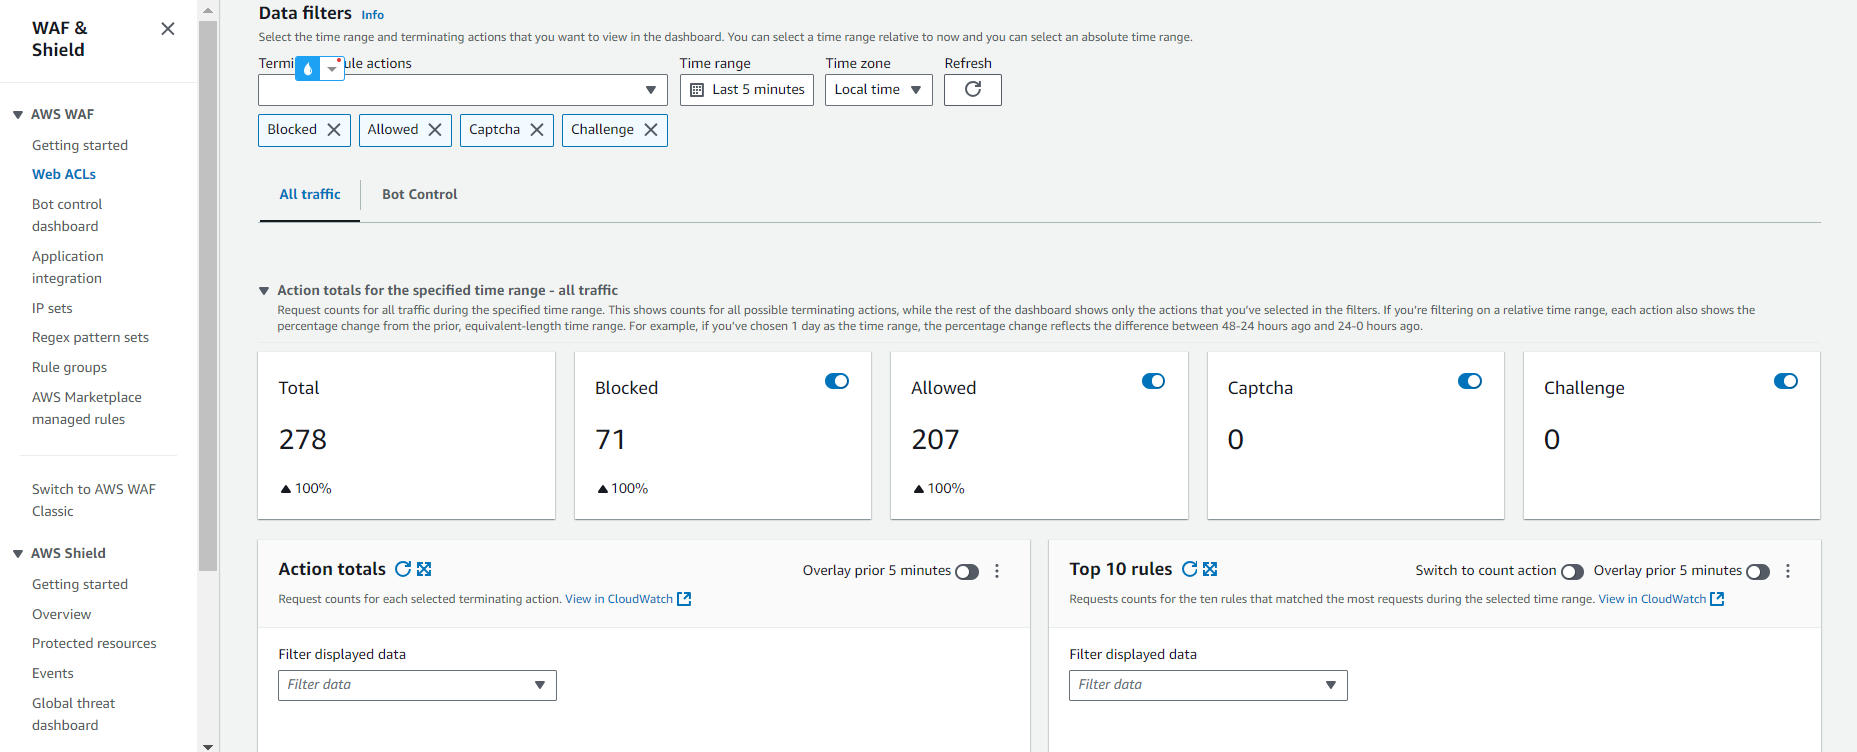 WAF &
Shield
AWS WAF
Getting started
Web ACLs
Bot control
dashboard
Application
integration
IP sets
Regex pattern sets
Rule groups
AWS Marketplace
managed rules
Switch to AWS WAF
Classic
AWS Shield
Getting started
Overview
Protected resources
Events
Global threat
dashboard
Data filters Info
Select the time range and terminating actions that you want to view in the dashboard. You can select a time range relative to now and you can select an absolute time range.
Termi ule actions
Time range
Time zone
Refresh
Last 5 minutes
Local time
Blocked
Allowed
Captcha
Challenge
All traffic
Bot Control
Action totals for the specified time range - all traffic
Request counts for all traffic during the specified time range. This shows counts for all possible terminating actions, while the rest of the dashboard shows only the actions that you've selected in the filters. If you're filtering on a relative time range, each action also shows the
percentage change from the prior, equivalent-length time range. For example, if you've chosen 1 day as the time range, the percentage change reflects the difference between 48-24 hours ago and 24-0 hours ago.
Total
278
100%
Blocked
71
100%
Allowed
207
100%
Captcha
0
Challenge
0
Action totals
Overlay prior 5 minutes
Request counts for each selected terminating action. View in CloudWatch
Filter displayed data
Filter data
Top 10 rules
Switch to count action
Overlay prior 5 minutes
Requests counts for the ten rules that matched the most requests during the selected time range. View in CloudWatch
Filter displayed data
Filter data